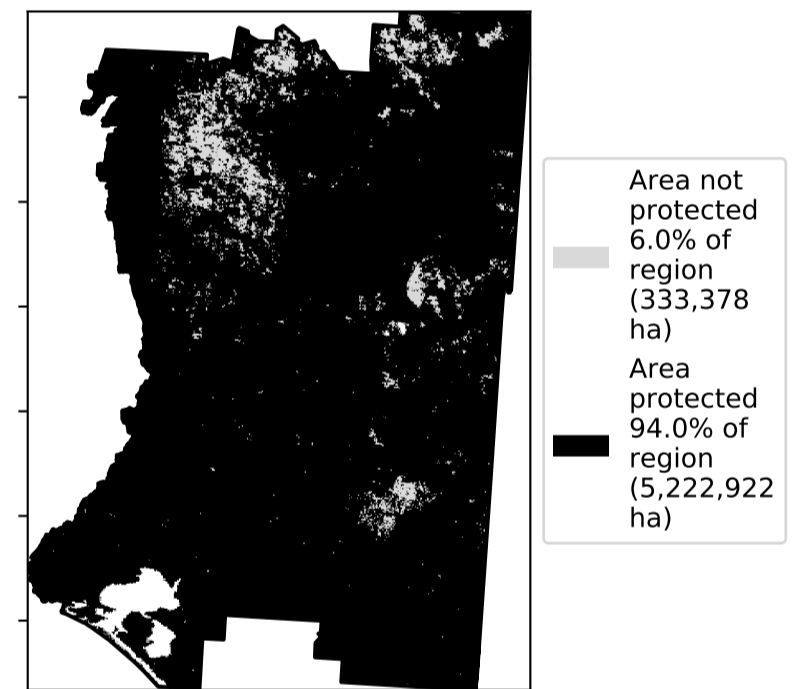 Area not
protected
6.0% of
region
(333,378
ha)
Area
protected
94.0% of
region
(5,222,922
ha)